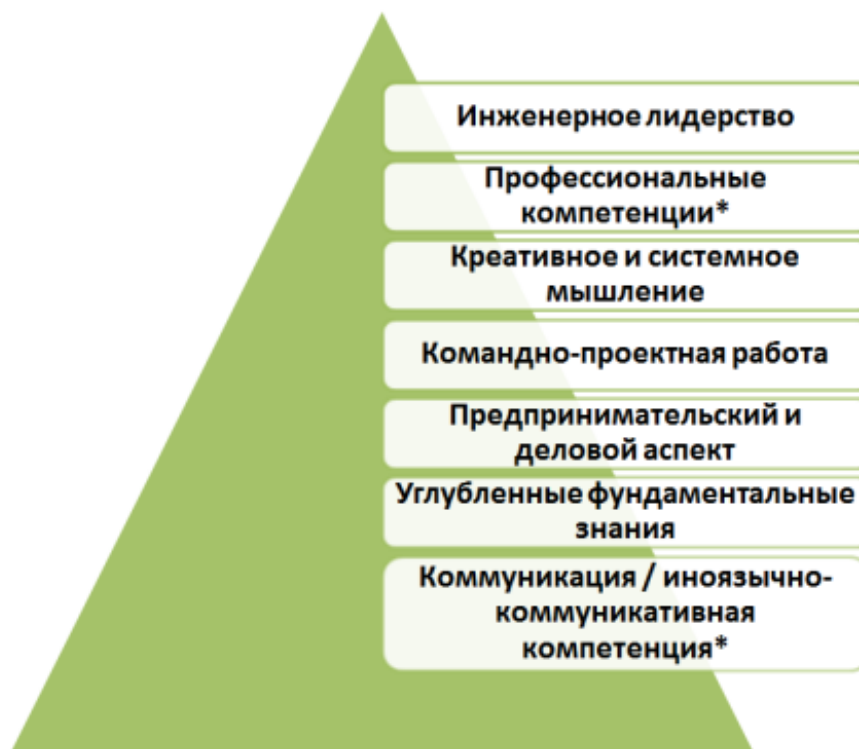 Инженерное лидерство
Профессиональные
компетенции*
Креативное и системное
мышление
Командно-проектная работа
Предпринимательский и
деловой аспект
Углубленные фундаментальные
знания
Коммуникация / иноязычно-
коммуникативная
компетенция*